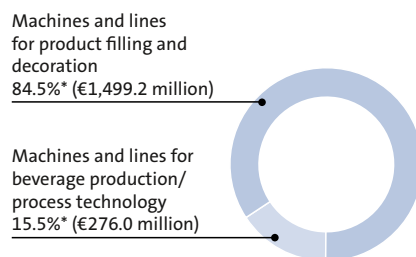 Machines and lines
for product filling and
decoration
84.5%* (€1,499.2 million)
Machines and lines for
beverage production/
process technology
15.5%* (€276.0 million)